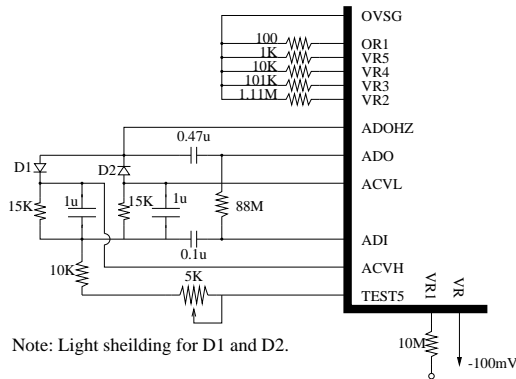 OVSG
100 OR1
1K VR5
10K VR4
101K VR3
1.11M VR2
ADOHZ
0.47u
ADO
D1 D2
ACVL
15K 1u 15K 1u 88M
ADI
0.1u
10K ACVH
5K
TEST5
VR1 VR
10M
-100mV
Note: Light sheilding for D1 and D2.